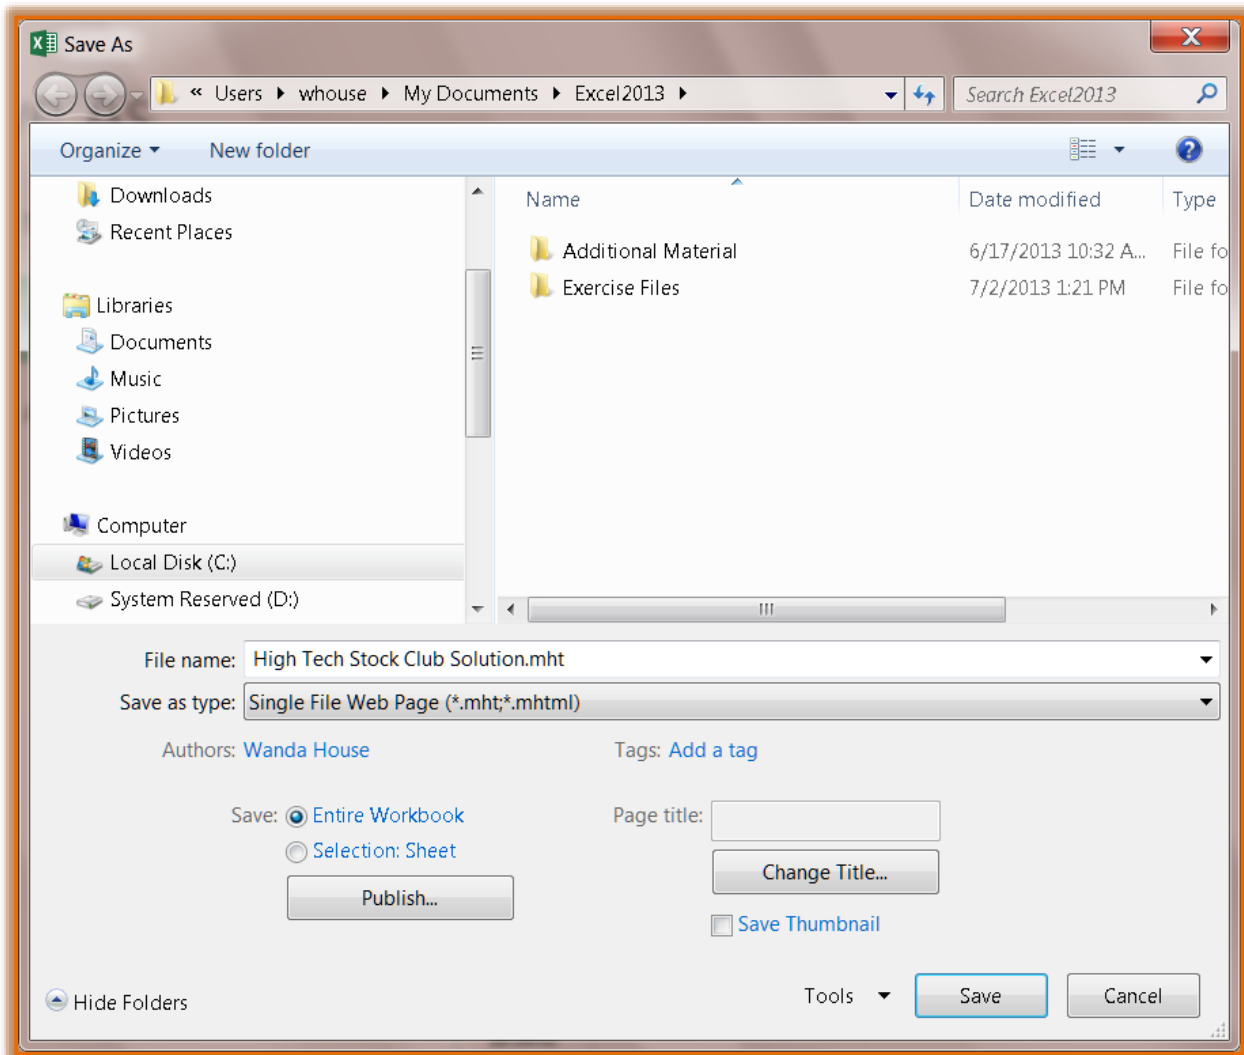 Save As
« Users ▸ whouse ▸ My Documents ▸ Excel2013 ▸
Search Excel2013
Organize
New folder
Downloads
Recent Places
Libraries
Documents
Music
Pictures
Videos
Computer
Local Disk (C:)
System Reserved (D:)
Name Date modified Type
Additional Material 6/17/2013 10:32 A... File fo
Exercise Files 7/2/2013 1:21 PM File fo
File name: High Tech Stock Club Solution.mht
Save as type: Single File Web Page (*.mht;*.mhtml)
Authors: Wanda House Tags: Add a tag
Save: Entire Workbook
Selection: Sheet
Publish...
Page title:
Change Title...
Save Thumbnail
Hide Folders
Tools
Save
Cancel